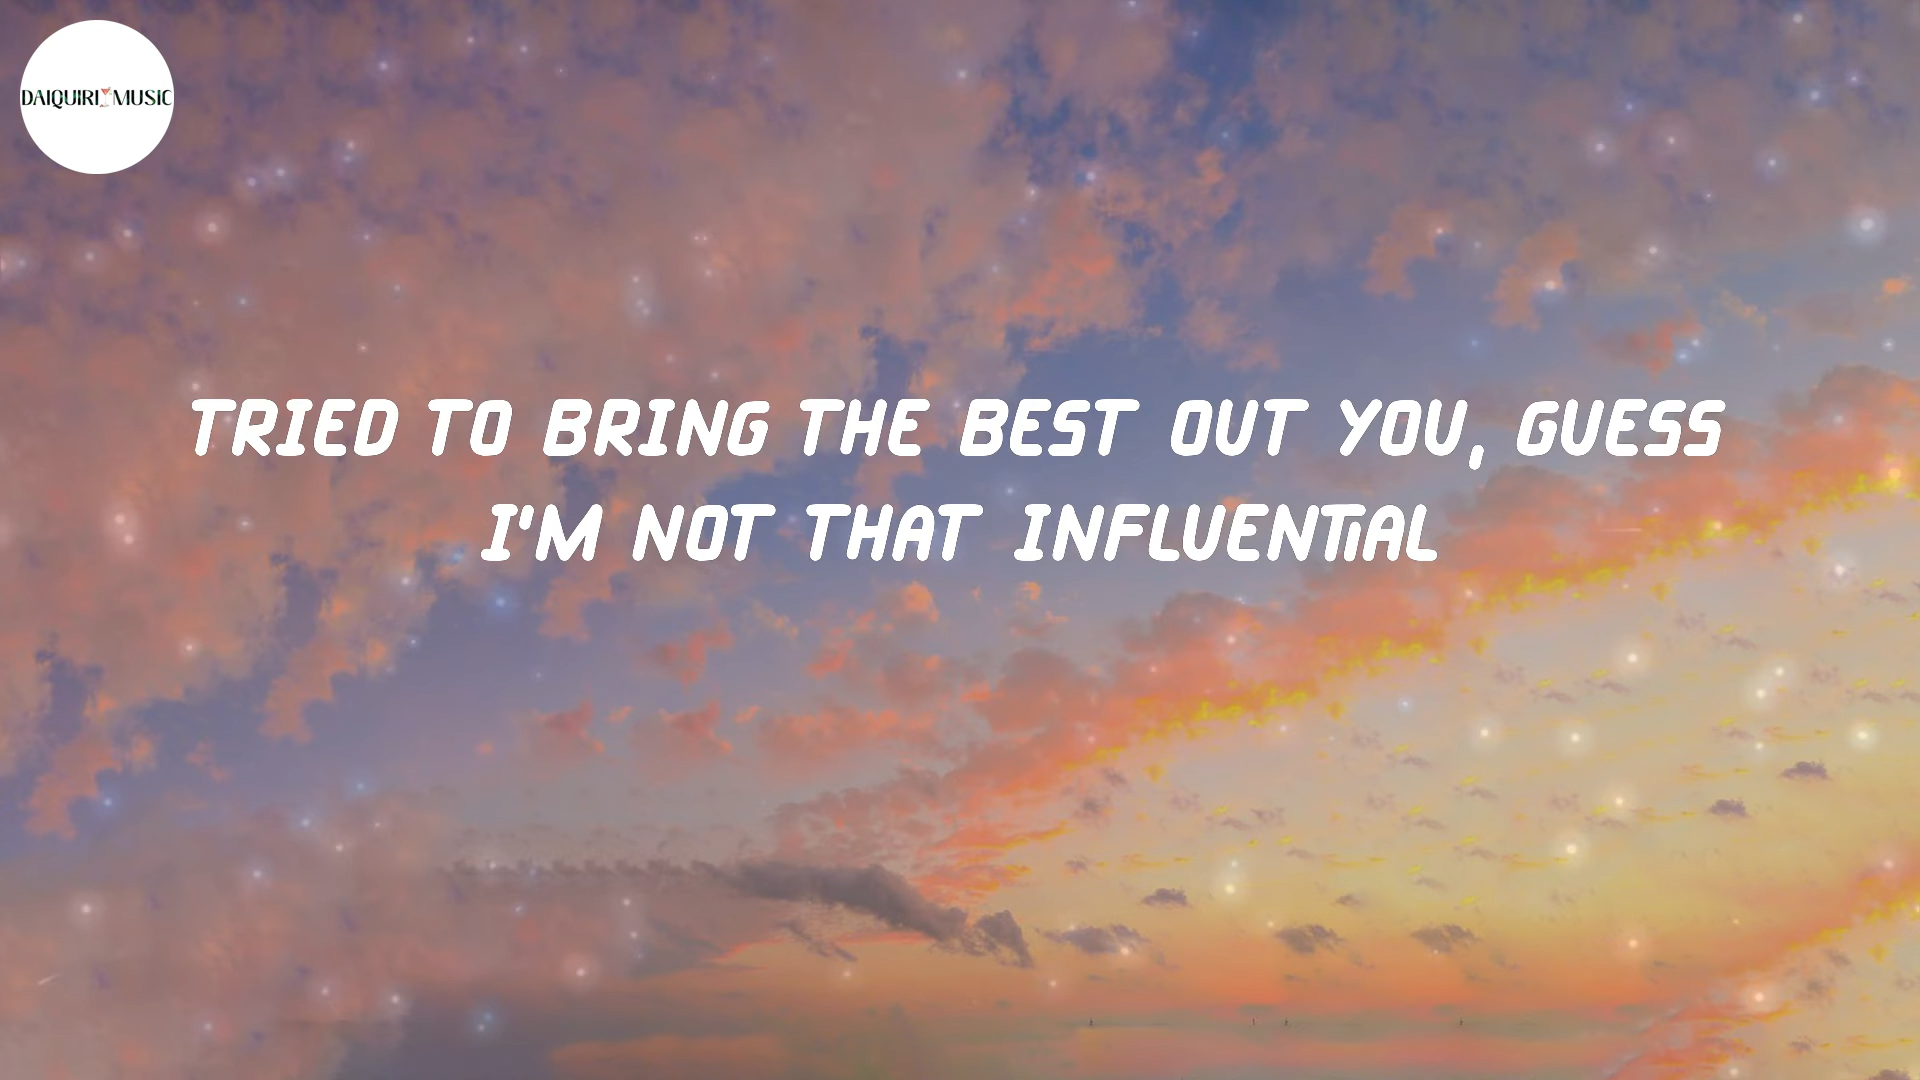 DAIQUIRI MUSIC
TRIED TO BRING THE BEST OUT YOU, GUESS
I'M NOT THAT INFLUENTIAL